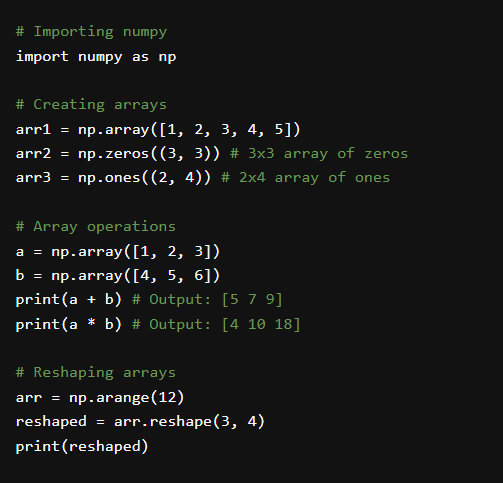 # Importing numpy
import numpy as np
# Creating arrays
arr1 = np.array([1, 2, 3, 4, 5])
arr2 = np.zeros((3, 3)) # 3x3 array of zeros
arr3 = np.ones((2, 4)) # 2x4 array of ones
# Array operations
a = np.array([1, 2, 3])
b = np.array([4, 5, 6])
print(a + b) # Output: [5 7 9]
print(a * b) # Output: [4 10 18]
# Reshaping arrays
arr = np.arange(12)
reshaped = arr.reshape(3, 4)
print(reshaped)